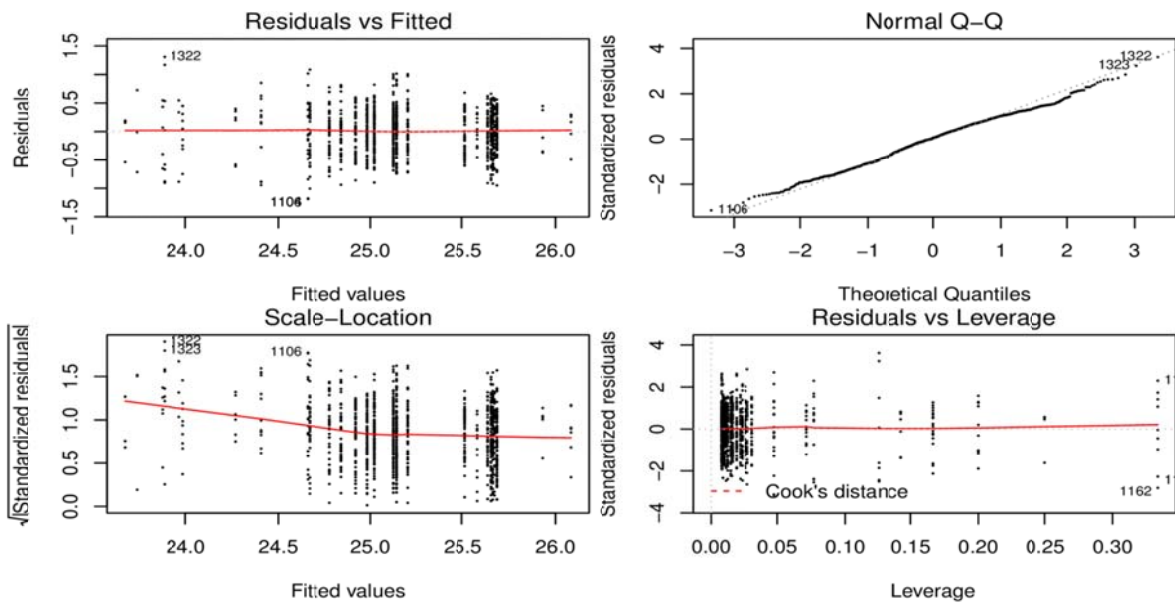 Residuals vs Fitted
Residuals
1.5
0.5
−0.5
−1.5
1322
1106
24.0 24.5 25.0 25.5 26.0
Fitted values
Normal Q−Q
Standardized residuals
4
2
0
−2
1322
1323
1106
−3 −2 −1 0 1 2 3
Theoretical Quantiles
Scale−Location
√|Standardized residuals|
1.5
1.0
0.5
0.0
1322
1323
1106
24.0 24.5 25.0 25.5 26.0
Fitted values
Residuals vs Leverage
Standardized residuals
4
2
0
−2
−4
Cook's distance
1162
0.00 0.05 0.10 0.15 0.20 0.25 0.30
Leverage